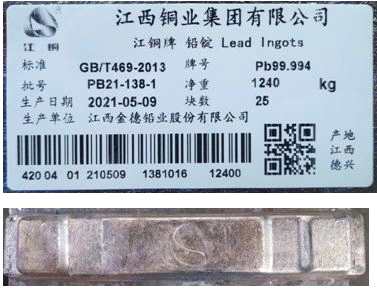 江西铜业集团有限公司
江铜
江铜牌 铅锭 Lead Ingots
标准 GB/T469-2013 牌号 Pb99.994
批号 PB21-138-1 净重 1240 kg
生产日期 2021-05-09 块数 25
生产单位 江西金德铅业股份有限公司
产地
江西
德兴
420 04 01 210509 1381016 12400